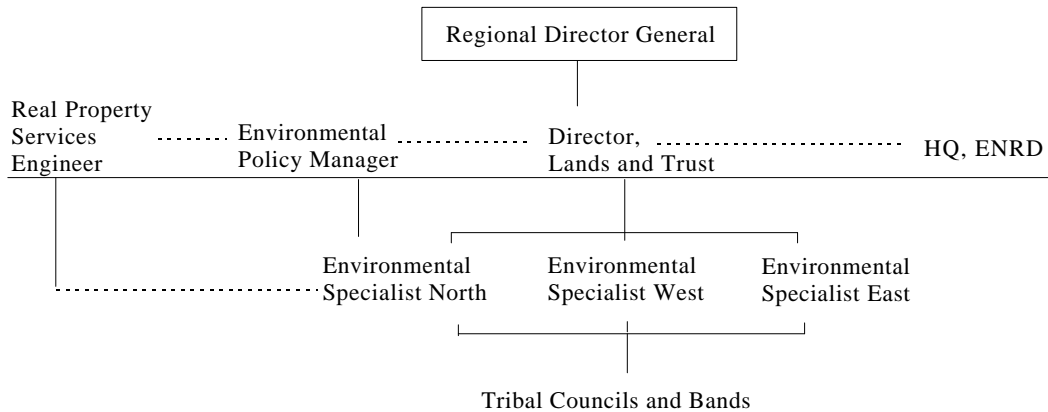 Regional Director General
Real Property
Services
Engineer
Environmental
Policy Manager
Director,
Lands and Trust
HQ, ENRD
Environmental
Specialist North
Environmental
Specialist West
Environmental
Specialist East
Tribal Councils and Bands